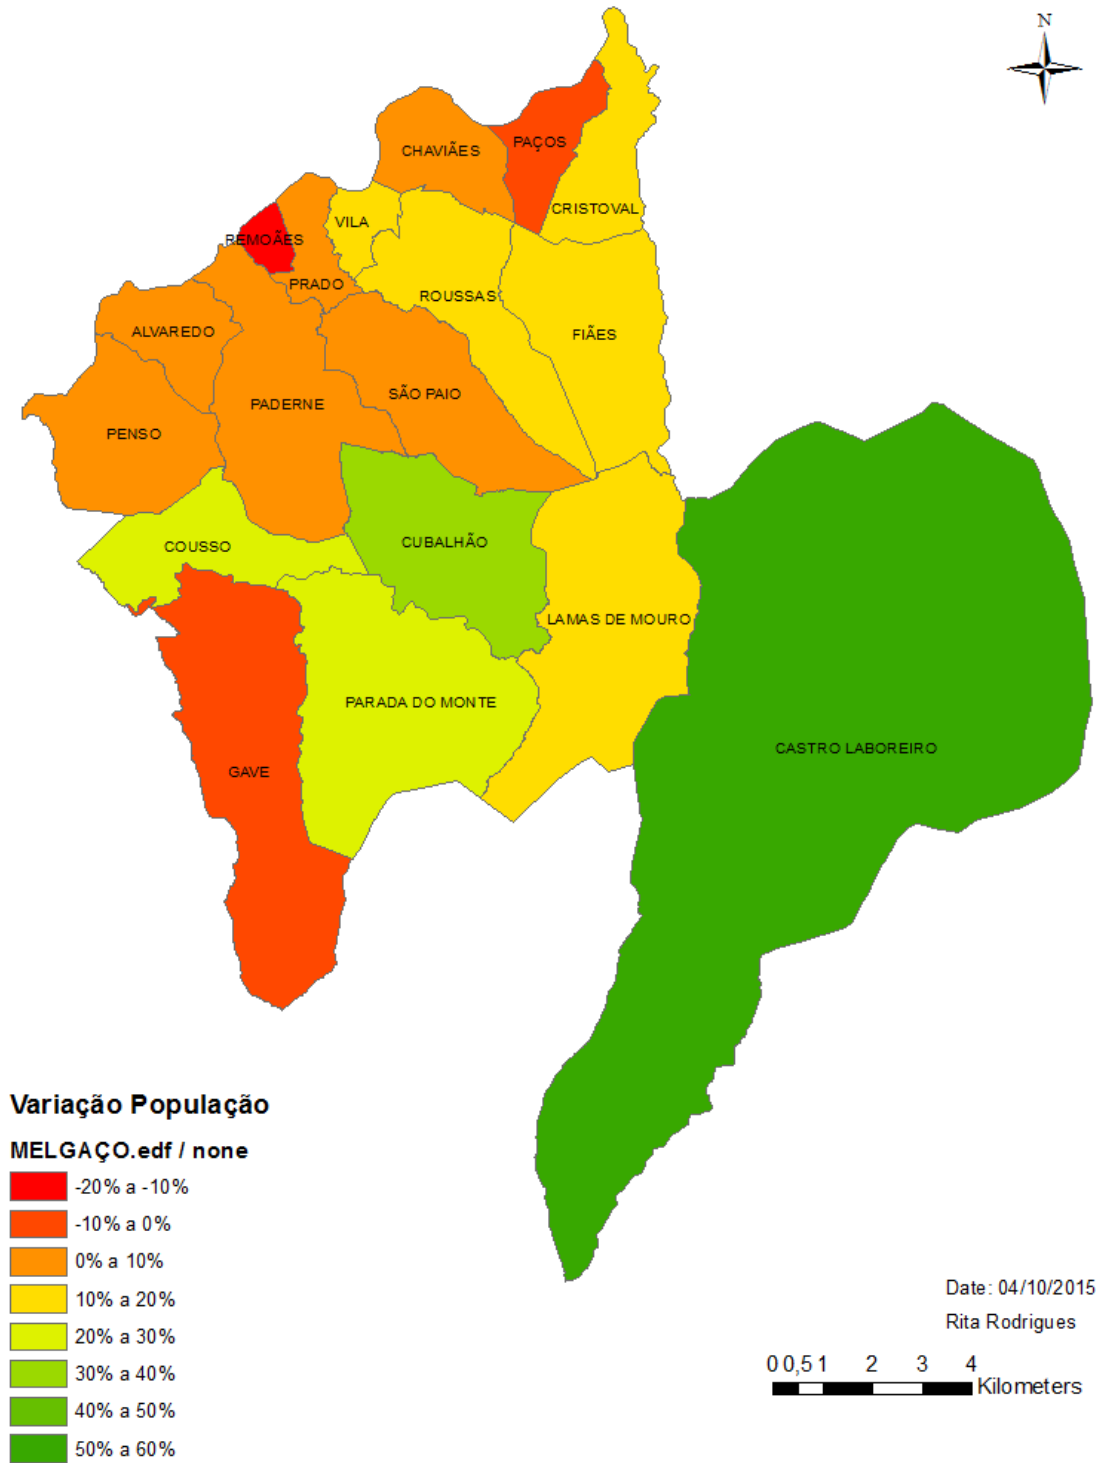 N
PAÇOS
CHAVIÃES
CRISTOVAL
VILA
REMOÃES
PRADO
ROUSSAS
ALVAREDO
FIÃES
SÃO PAIO
PADERNE
PENSO
CUBALHÃO
COUSSO
LAMAS DE MOURO
PARADA DO MONTE
CASTRO LABOREIRO
GAVE
Variação População
MELGAÇO.edf / none
-20% a -10%
-10% a 0%
0% a 10%
10% a 20%
20% a 30%
30% a 40%
40% a 50%
50% a 60%
Date: 04/10/2015
Rita Rodrigues
0 0,5 1 2 3 4
Kilometers